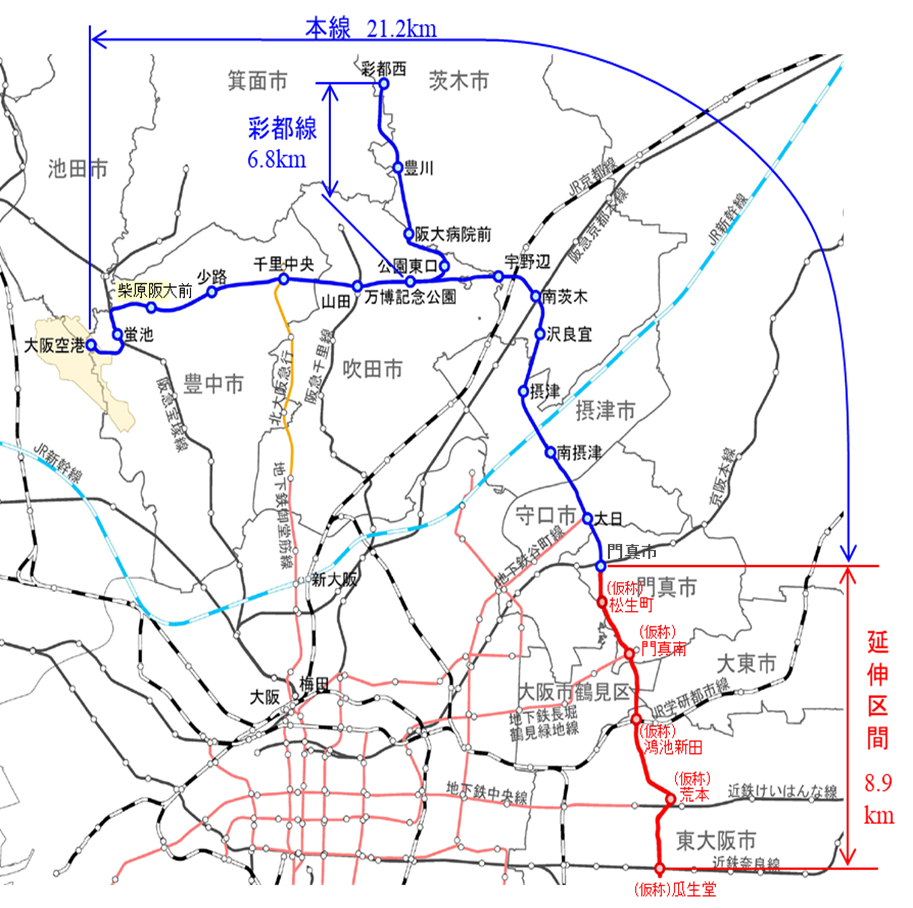 本線 21.2km
彩都西
箕面市
茨木市
彩都線
6.8km
池田市
豊川
JR京都線
阪急京都本線
JR新幹線
阪大病院前
千里中央
公園東口
宇野辺
少路
柴原阪大前
山田
万博記念公園
南茨木
大阪空港
蛍池
沢良宜
豊中市
阪急宝塚線
北大阪急行
阪急千里線
吹田市
摂津
摂津市
南摂津
JR新幹線
地下鉄御堂筋線
京阪本線
守口市
大日
地下鉄谷町線
門真市
新大阪
(仮称)
松生町
門真市
(仮称)
門真南
延伸区間
8.9
km
大東市
大阪
梅田
大阪市鶴見区
JR学研都市線
地下鉄長堀
鶴見緑地線
(仮称)
鴻池新田
(仮称)
荒本
地下鉄中央線
近鉄けいはんな線
東大阪市
近鉄奈良線
(仮称)瓜生堂